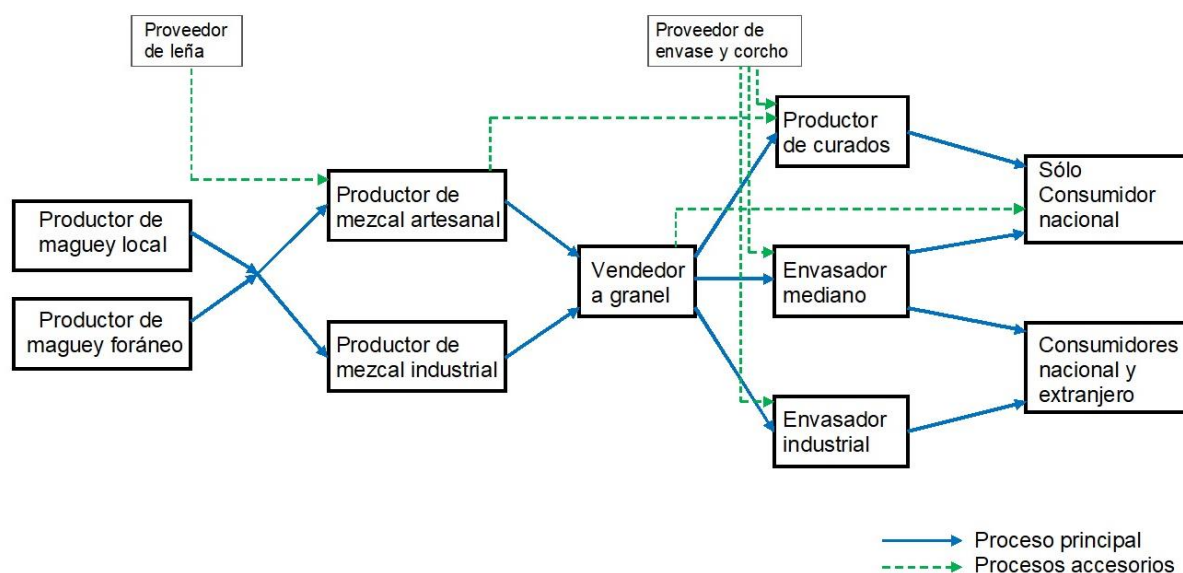 Proveedor
de leña
Proveedor de
envase y corcho
Productor
de curados
Productor de
mezcal artesanal
Sólo
Consumidor
nacional
Productor de
maguey local
Vendedor
a granel
Envasador
mediano
Productor de
maguey foráneo
Productor de
mezcal industrial
Consumidores
nacional y
extranjero
Envasador
industrial
Proceso principal
Procesos accesorios